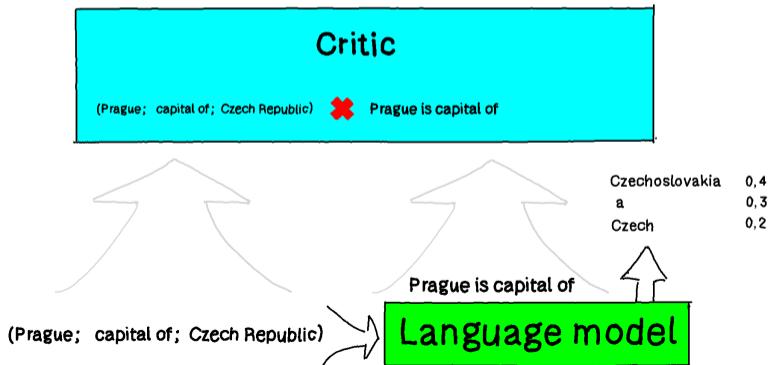 Critic
(Prague; capital of; Czech Republic) ✖ Prague is capital of
Czechoslovakia 0,4
a 0,3
Czech 0,2
Prague is capital of
(Prague; capital of; Czech Republic)
Language model